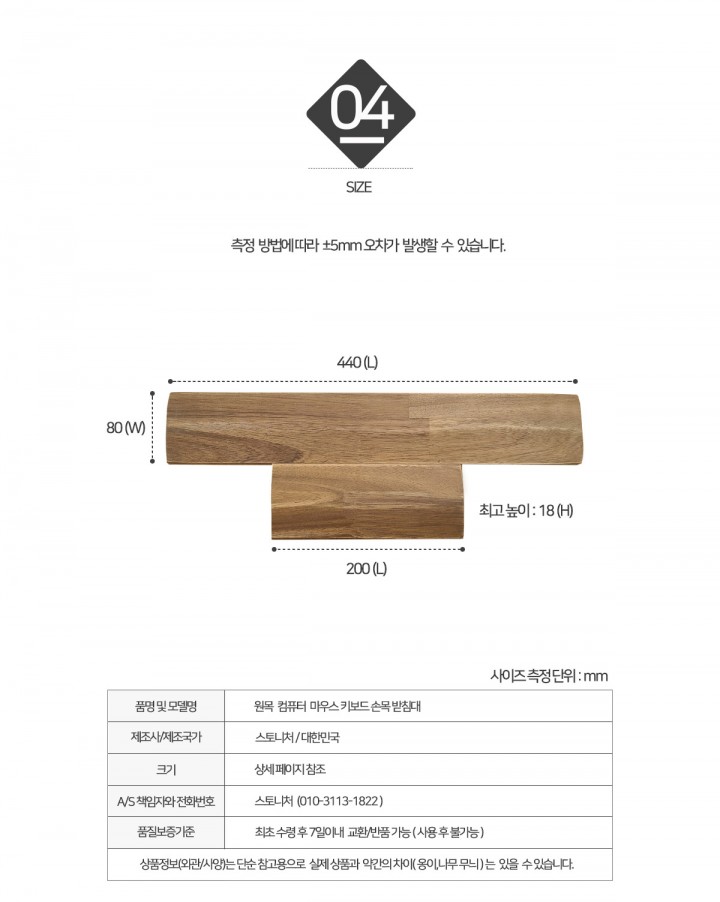 04
SIZE
측정 방법에 따라 ±5mm 오차가 발생할 수 있습니다.
440 (L)
80 (W)
최고 높이 : 18 (H)
200 (L)
사이즈 측정 단위 : mm
품명 및 모델명 원목 컴퓨터 마우스 키보드 손목 받침대
제조사/제조국가 스토니처 / 대한민국
크기 상세 페이지 참조
A/S 책임자와 전화번호 스토니처 (010-3113-1822 )
품질보증기준 최초 수령 후 7일이내 교환/반품 가능 ( 사용 후 불가능 )
상품정보(외관/사양)는 단순 참고용으로 실제 상품과 약간의 차이( 옹이,나무 무늬 ) 는 있을 수 있습니다.